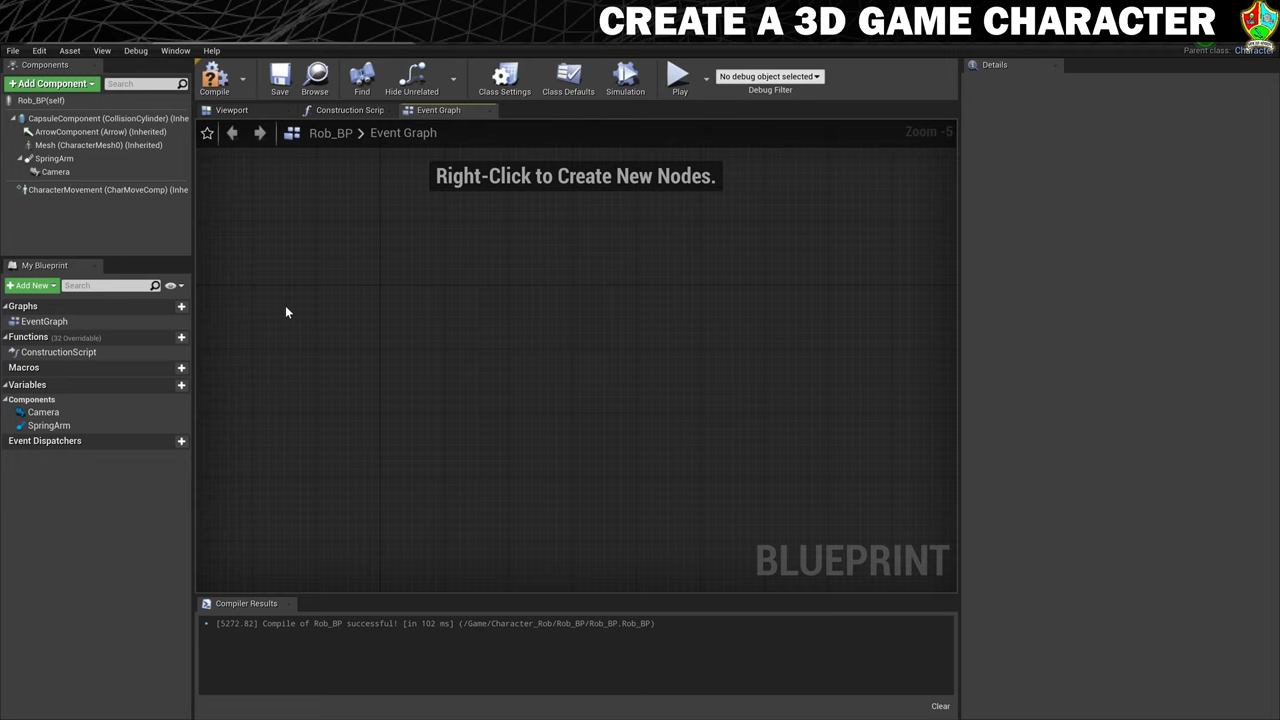 CREATE A 3D GAME CHARACTER
File Edit Asset View Debug Window Help
Parent class: Character
Components
Details
+Add Component
Search
Compile
Save
Browse
Find
Hide Unrelated
Class Settings
Class Defaults
Simulation
Play
No debug object selected
Debug Filter
Rob_BP(self)
Viewport
Construction Scrip
Event Graph
CapsuleComponent (CollisionCylinder) (Inhe
ArrowComponent (Arrow) (Inherited)
Mesh (CharacterMesh0) (Inherited)
SpringArm
Camera
CharacterMovement (CharMoveComp) (Inhe
Rob_BP > Event Graph
Zoom -5
Right-Click to Create New Nodes.
My Blueprint
+Add New
Search
Graphs
EventGraph
Functions (32 Overridable)
ConstructionScript
Macros
Variables
Components
Camera
SpringArm
Event Dispatchers
BLUEPRINT
Compiler Results
[5272.82] Compile of Rob_BP successful! [in 102 ms] (/Game/Character_Rob/Rob_BP/Rob_BP.Rob_BP)
Clear